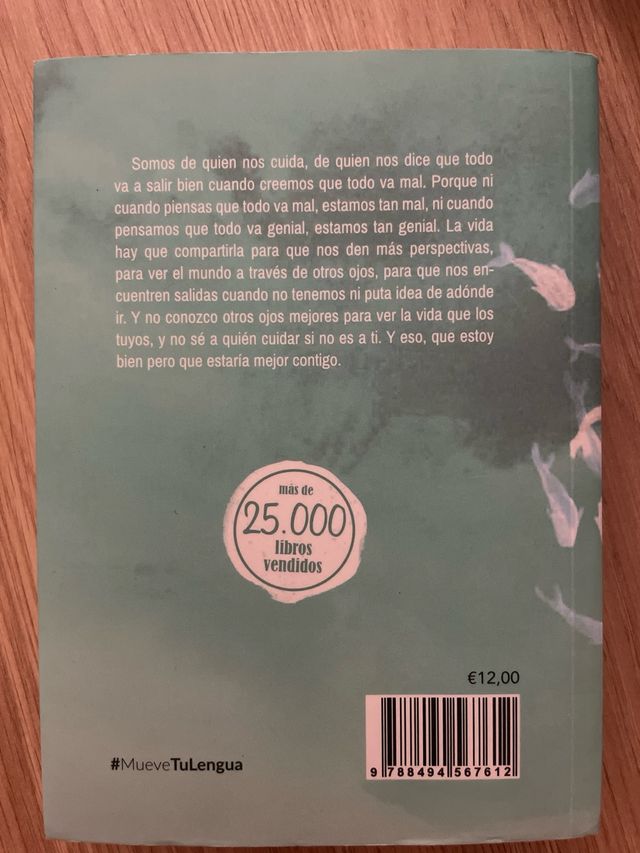 Somos de quien nos cuida, de quien nos dice que todo
va a salir bien cuando creemos que todo va mal. Porque ni
cuando piensas que todo va mal, estamos tan mal, ni cuando
pensamos que todo va genial, estamos tan genial. La vida
hay que compartirla para que nos den más perspectivas,
para ver el mundo a través de otros ojos, para que nos en-
cuentren salidas cuando no tenemos ni puta idea de adónde
ir. Y no conozco otros ojos mejores para ver la vida que los
tuyos, y no sé a quién cuidar si no es a ti. Y eso, que estoy
bien pero que estaría mejor contigo.
más de
25.000
libros
vendidos
€12,00
#MueveTuLengua
9 788494 567612